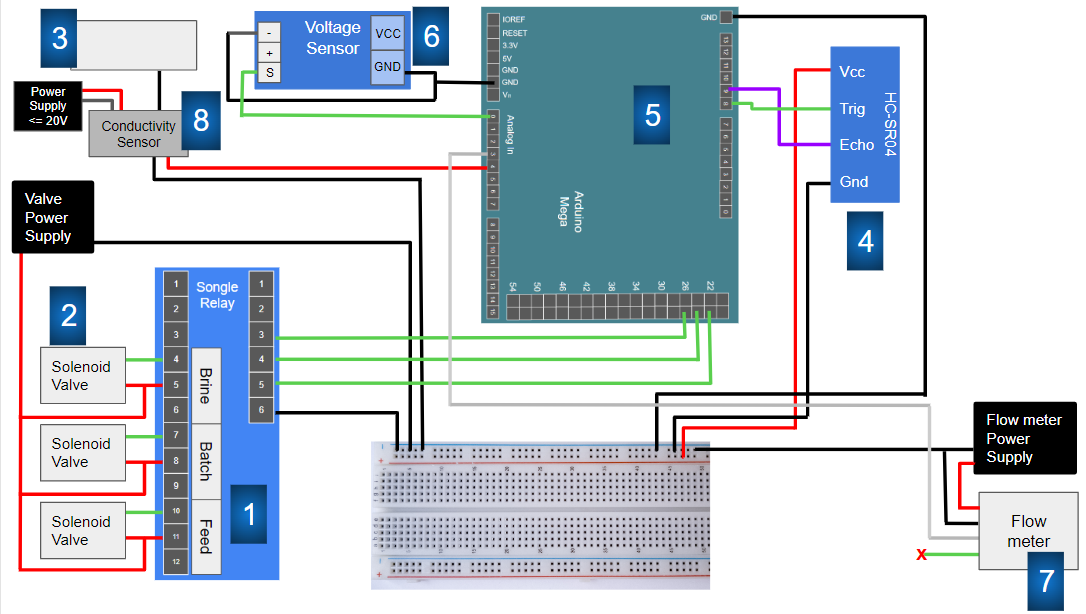 3
Power
Supply
<= 20V
Conductivity
Sensor
8
-
+
S
Voltage
Sensor
VCC
GND
6
IOREF
RESET
3.3V
5V
GND
GND
GND
Analog In
0
1
2
3
4
5
6
7
8
9
10
11
12
13
14
15
5
Arduino
Mega
13
12
11
10
9
8
7
6
5
4
3
2
1
0
54
50
46
42
38
34
30
26
22
Vcc
Trig
Echo
Gnd
HC-SR04
4
Valve
Power
Supply
2
Solenoid
Valve
Solenoid
Valve
Solenoid
Valve
1
2
3
4
5
6
7
8
9
10
11
12
Songle
Relay
Brine
Batch
Feed
1
2
3
4
5
6
1
Flow meter
Power
Supply
Flow
meter
x
7